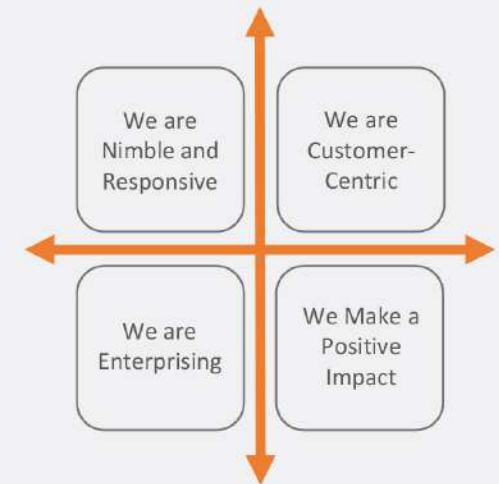 We are
Nimble and
Responsive
We are
Customer-
Centric
We are
Enterprising
We Make a
Positive
Impact